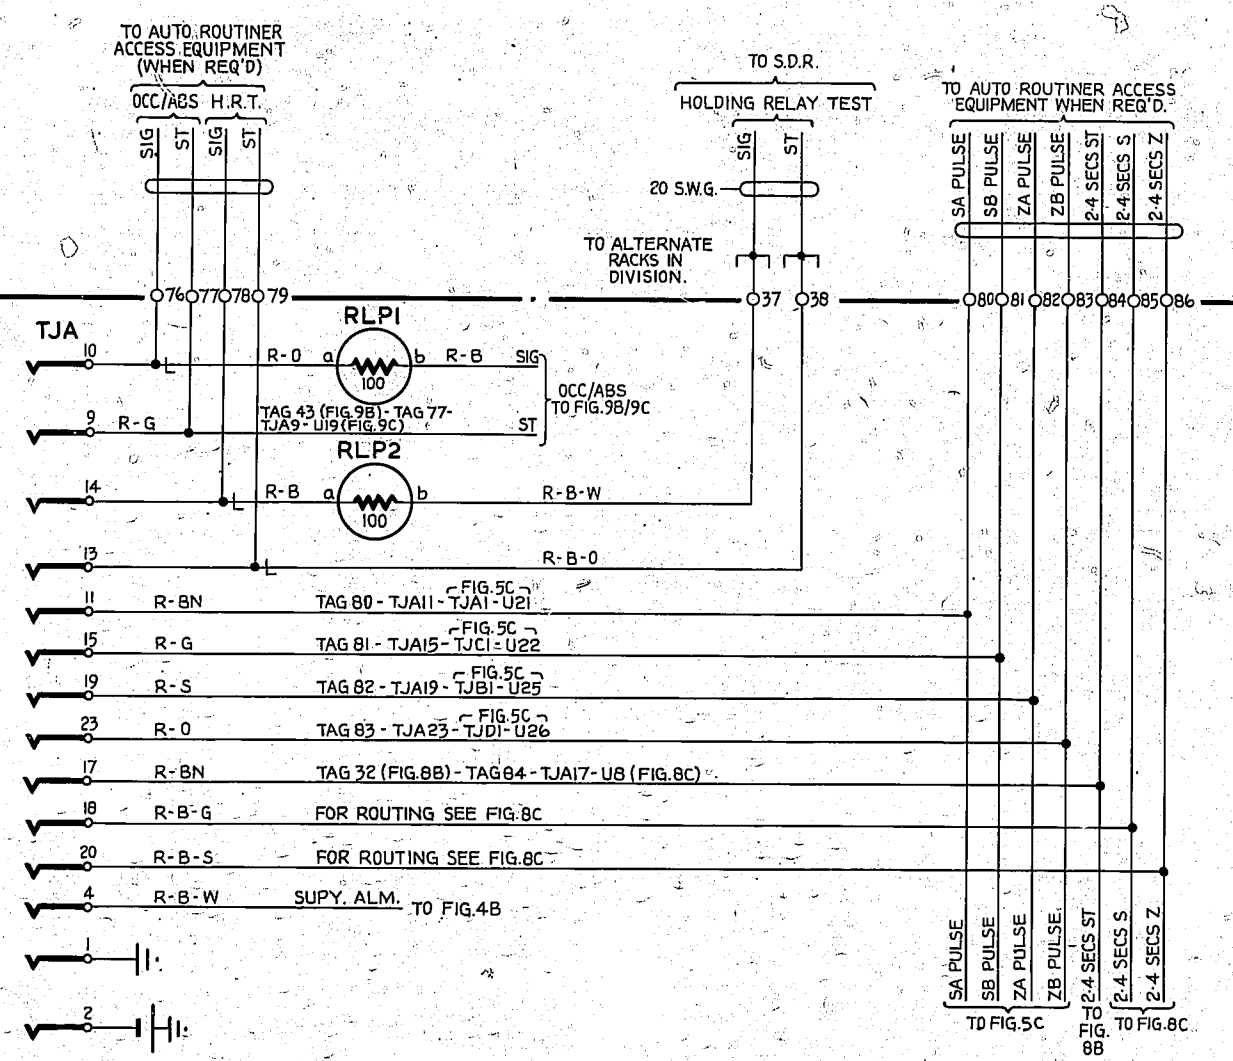 TO AUTO ROUTINER
ACCESS EQUIPMENT
(WHEN REQ'D)
OCC/ABS H.R.T.
SIG ST SIG ST
TO S.D.R.
HOLDING RELAY TEST
SIG ST
20 S.W.G.
TO ALTERNATE
RACKS IN
DIVISION.
TO AUTO ROUTINER ACCESS
EQUIPMENT WHEN REQ'D.
SA PULSE
SB PULSE
ZA PULSE
ZB PULSE
2·4 SECS ST
2·4 SECS S
2·4 SECS Z
76 77 78 79
37 38
80 81 82 83 84 85 86
TJA
RLP1
10 R-O a 100 b R-B SIG
OCC/ABS
TO FIG.9B/9C
9 R-G TAG 43 (FIG.9B)- TAG 77-
TJA9 - U19 (FIG.9C) ST
RLP2
14 R-B a 100 b R-B-W
13 R-B-O
FIG.5C
11 R-BN TAG 80 - TJA11 - TJA1 - U21
FIG.5C
15 R-G TAG 81 - TJA15 - TJC1 - U22
FIG.5C
19 R-S TAG 82 - TJA19 - TJB1 - U25
FIG.5C
23 R-O TAG 83 - TJA23 - TJD1 - U26
17 R-BN TAG 32 (FIG.8B) - TAG 84 - TJA17 - U8 (FIG.8C)
18 R-B-G FOR ROUTING SEE FIG.8C
20 R-B-S FOR ROUTING SEE FIG.8C
4 R-B-W SUPY. ALM. TO FIG.4B
1
2
SA PULSE
SB PULSE
ZA PULSE
ZB PULSE.
2·4 SECS ST
2·4 SECS S
2·4 SECS Z
TO FIG.5C
TO
FIG.
8B
TO FIG.8C